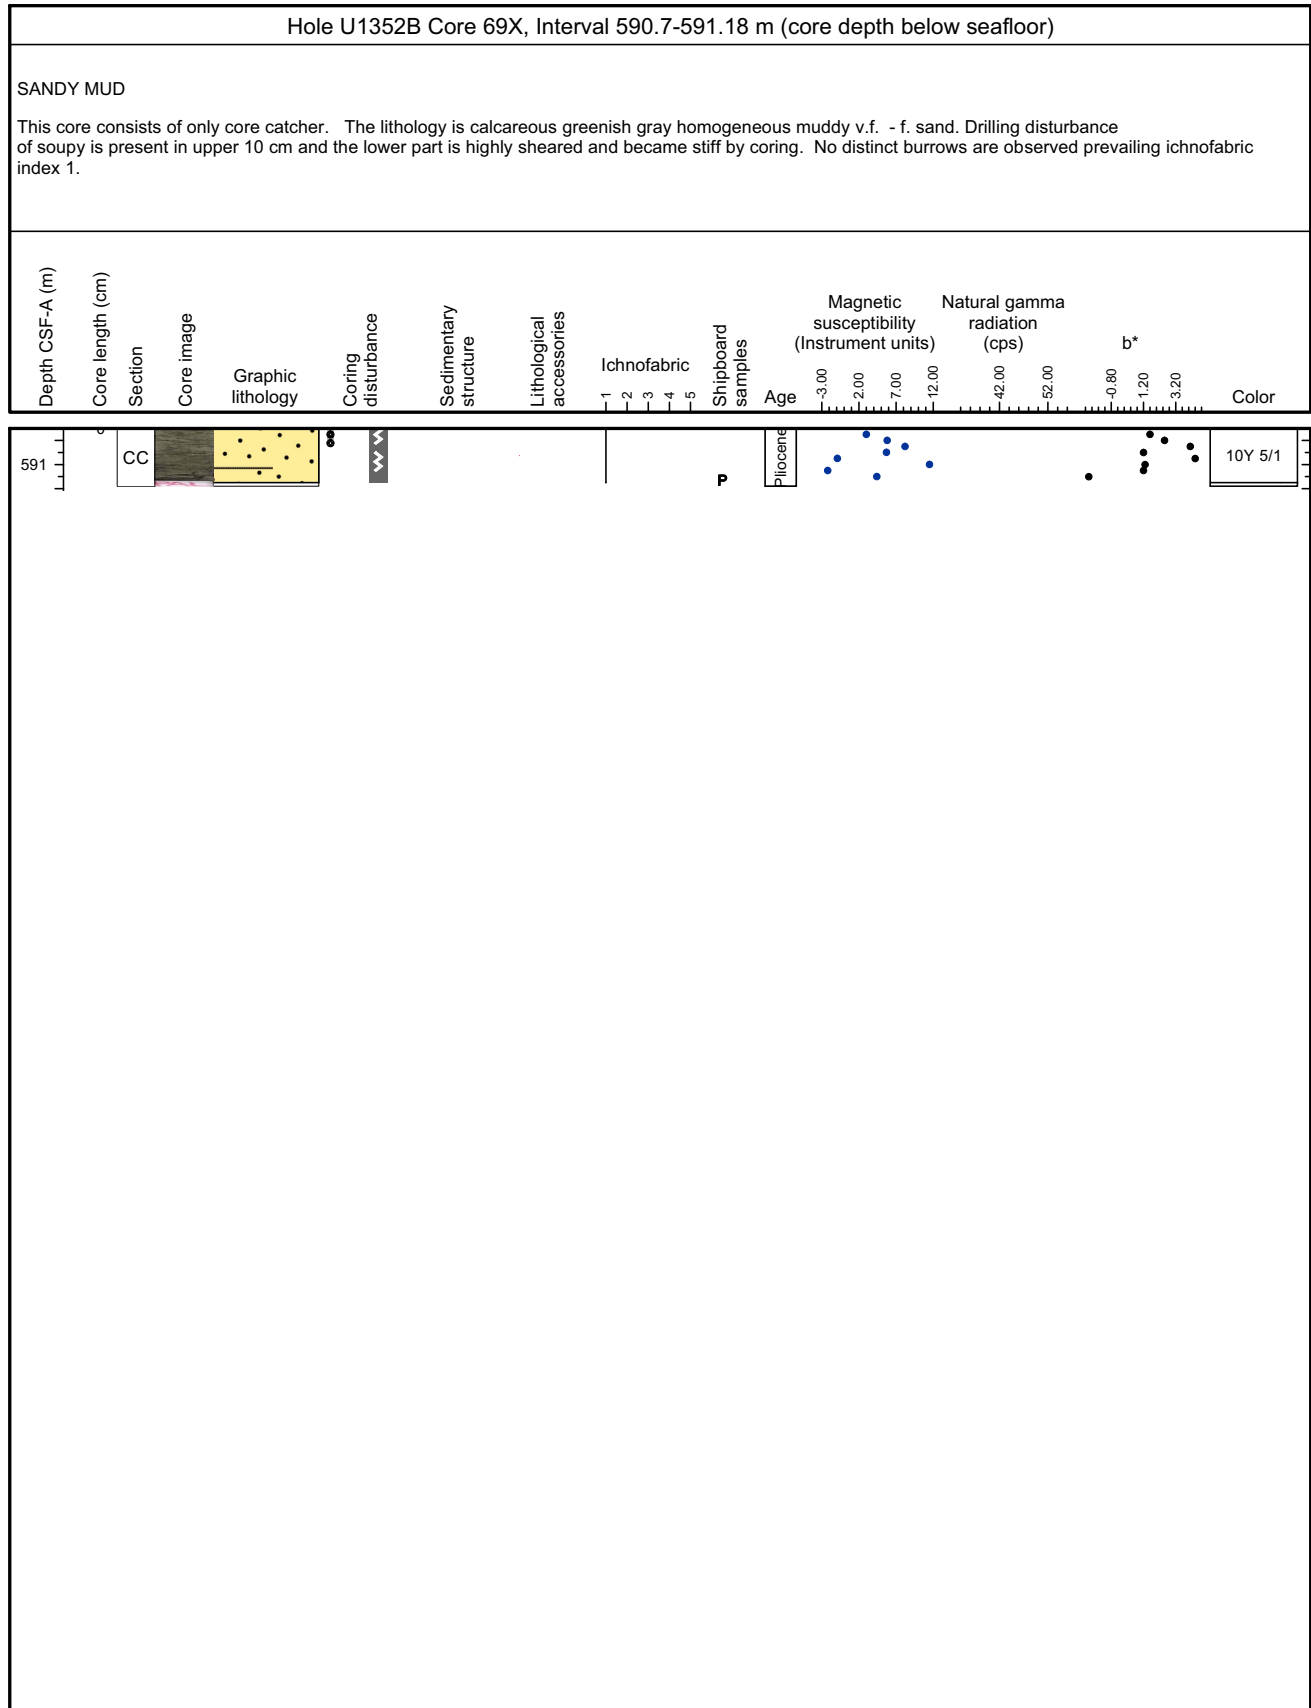 Hole U1352B Core 69X, Interval 590.7-591.18 m (core depth below seafloor)
SANDY MUD
This core consists of only core catcher. The lithology is calcareous greenish gray homogeneous muddy v.f. - f. sand. Drilling disturbance
of soupy is present in upper 10 cm and the lower part is highly sheared and became stiff by coring. No distinct burrows are observed prevailing ichnofabric
index 1.
Depth CSF-A (m)
Core length (cm)
Section
Core image
Graphic
lithology
Coring
disturbance
Sedimentary
structure
Lithological
accessories
Ichnofabric
1 2 3 4 5
Shipboard
samples
Age
Magnetic
susceptibility
(Instrument units)
-3.00 2.00 7.00 12.00
Natural gamma
radiation
(cps)
42.00 52.00
b*
-0.80 1.20 3.20
Color
591
CC
P
Pliocene
10Y 5/1